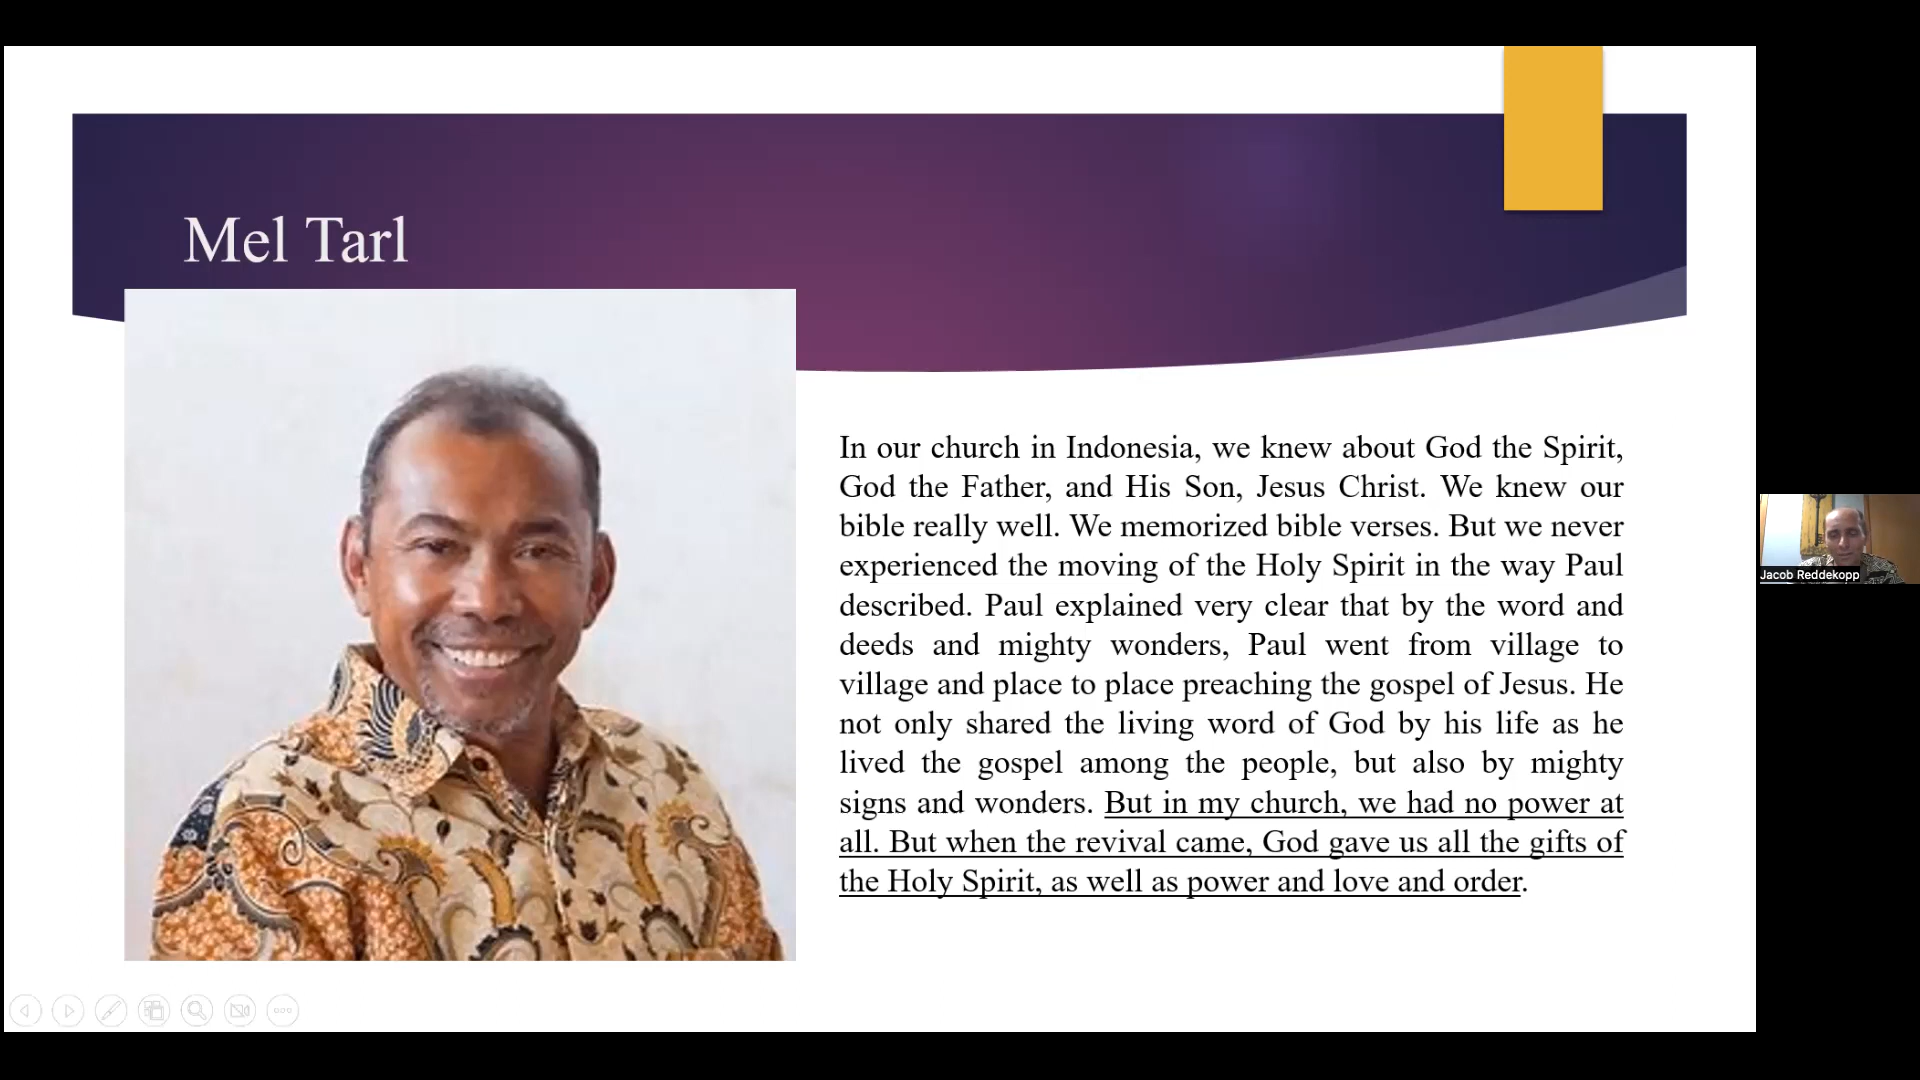 Mel Tarl
In our church in Indonesia, we knew about God the Spirit,
God the Father, and His Son, Jesus Christ. We knew our
bible really well. We memorized bible verses. But we never
experienced the moving of the Holy Spirit in the way Paul
described. Paul explained very clear that by the word and
deeds and mighty wonders, Paul went from village to
village and place to place preaching the gospel of Jesus. He
not only shared the living word of God by his life as he
lived the gospel among the people, but also by mighty
signs and wonders. But in my church, we had no power at
all. But when the revival came, God gave us all the gifts of
the Holy Spirit, as well as power and love and order.
Jacob Reddekopp